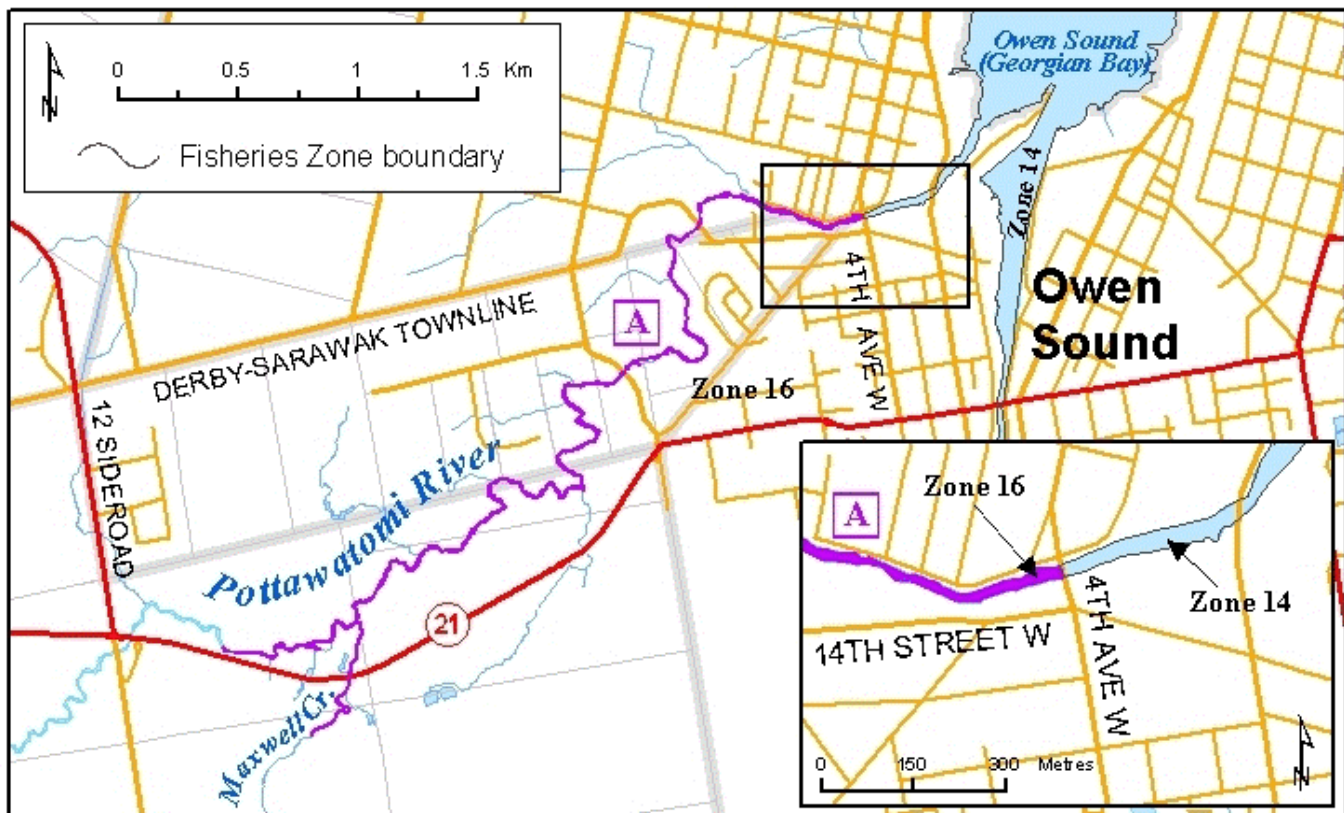 0 0.5 1 1.5 Km
N
Fisheries Zone boundary
Owen Sound
(Georgian Bay)
Zone 14
Owen
Sound
A
DERBY-SARAWAK TOWNLINE
4TH AVE W
Zone 16
12 SIDEROAD
Pottawatomi River
21
Maxwell Cr.
Zone 16
A
Zone 14
4TH AVE W
14TH STREET W
0 150 300 Metres
N